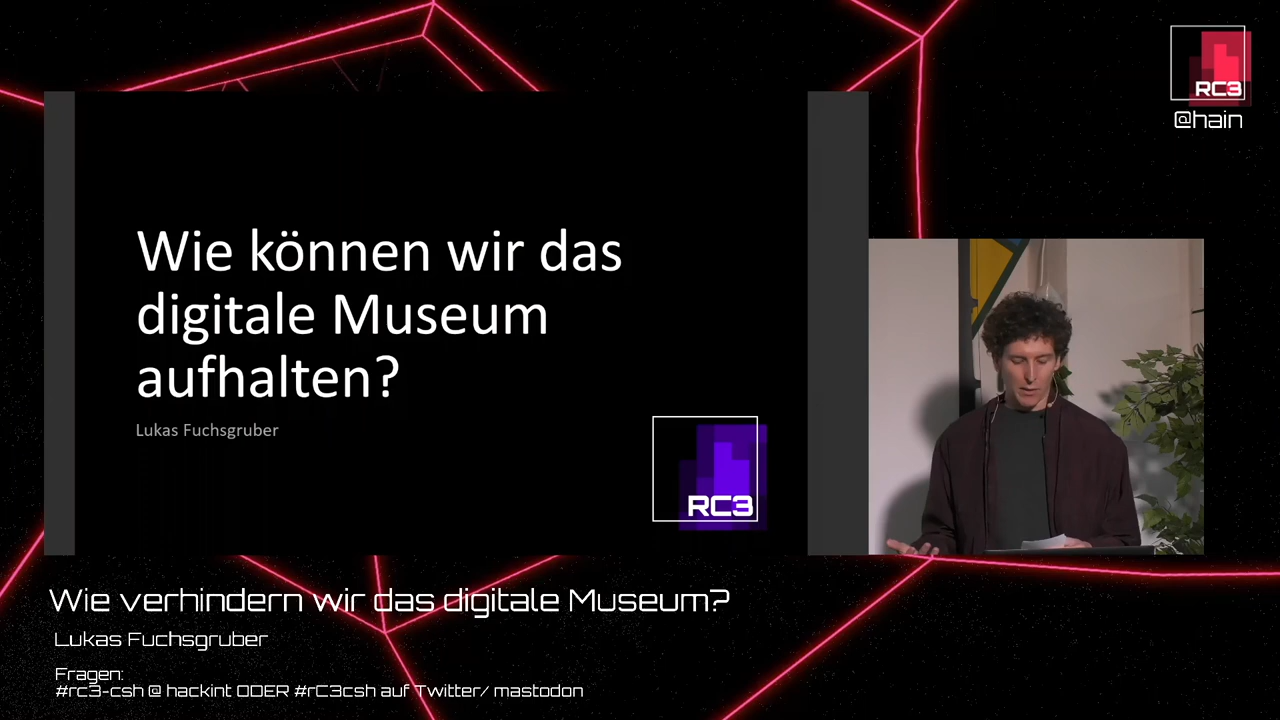 RC3
@hain
Wie können wir das
digitale Museum
aufhalten?
Lukas Fuchsgruber
RC3
Wie verhindern wir das digitale Museum?
Lukas Fuchsgruber
Fragen:
#rc3-csh @ hackint ODER #rC3csh auf Twitter/ mastodon